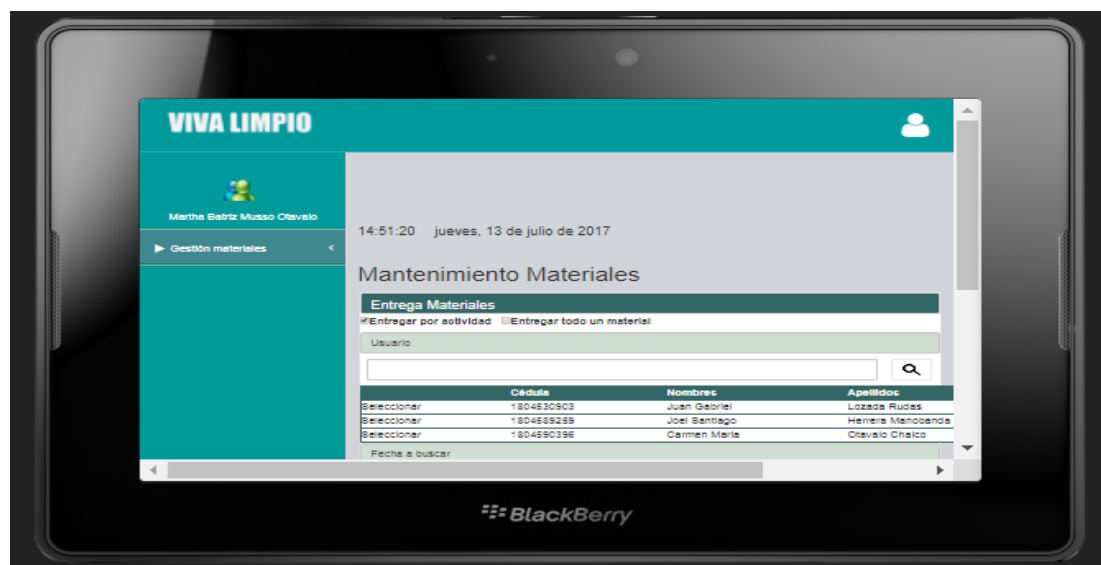 VIVA LIMPIO
Martha Batriz Musso Otavalo
Gestión materiales
14:51:20 jueves, 13 de julio de 2017
Mantenimiento Materiales
Entrega Materiales
Entregar por actividad Entregar todo un material
Usuario
Cédula Nombres Apellidos
Seleccionar 1804530903 Juan Gabriel Lozada Rudas
Seleccionar 1804589259 Joel Santiago Herrera Manobanda
Seleccionar 1804590396 Carmen Maria Otavalo Chalco
Fecha a buscar
BlackBerry